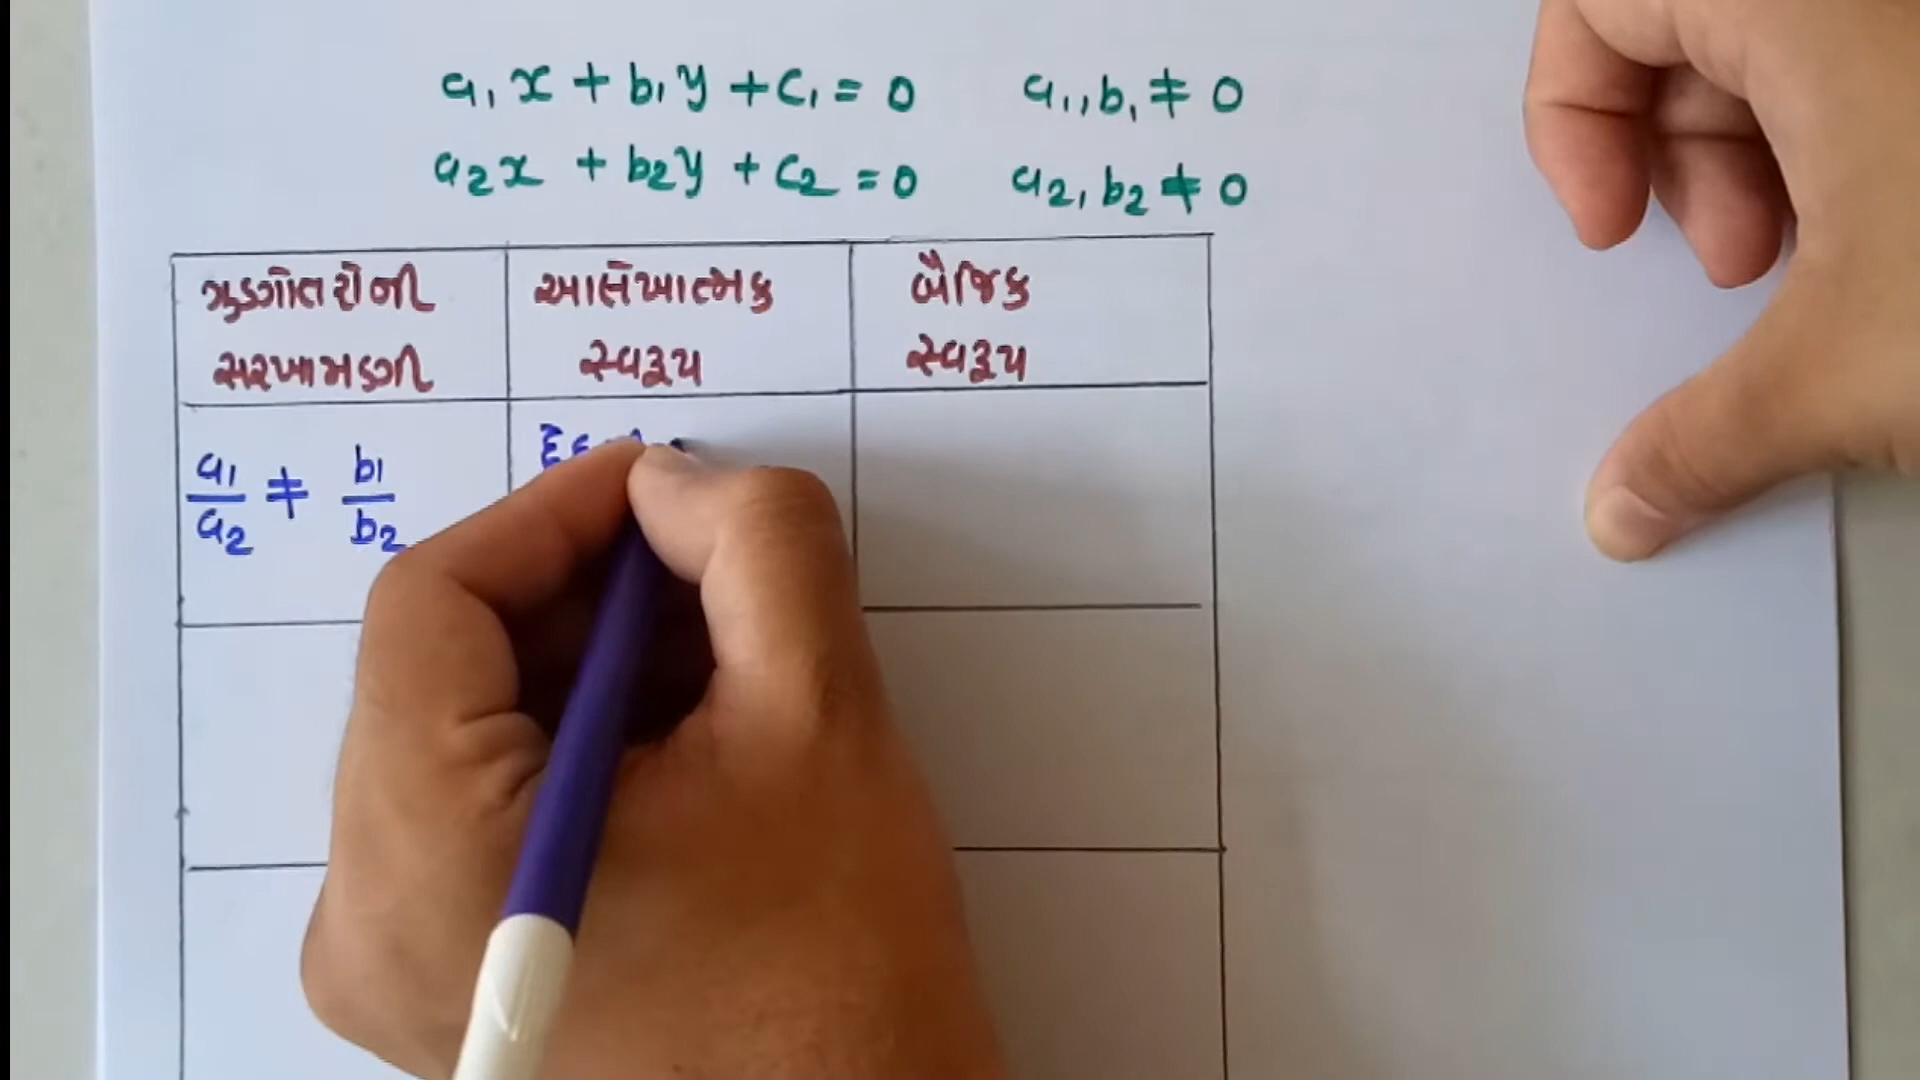 a₁x + b₁y + c₁ = 0 a₁, b₁ ≠ 0
a₂x + b₂y + c₂ = 0 a₂, b₂ ≠ 0
ગુણોત્તરોની આલેખાત્મક બૈજિક
સરખામણી સ્વરૂપ સ્વરૂપ
a₁/a₂ ≠ b₁/b₂